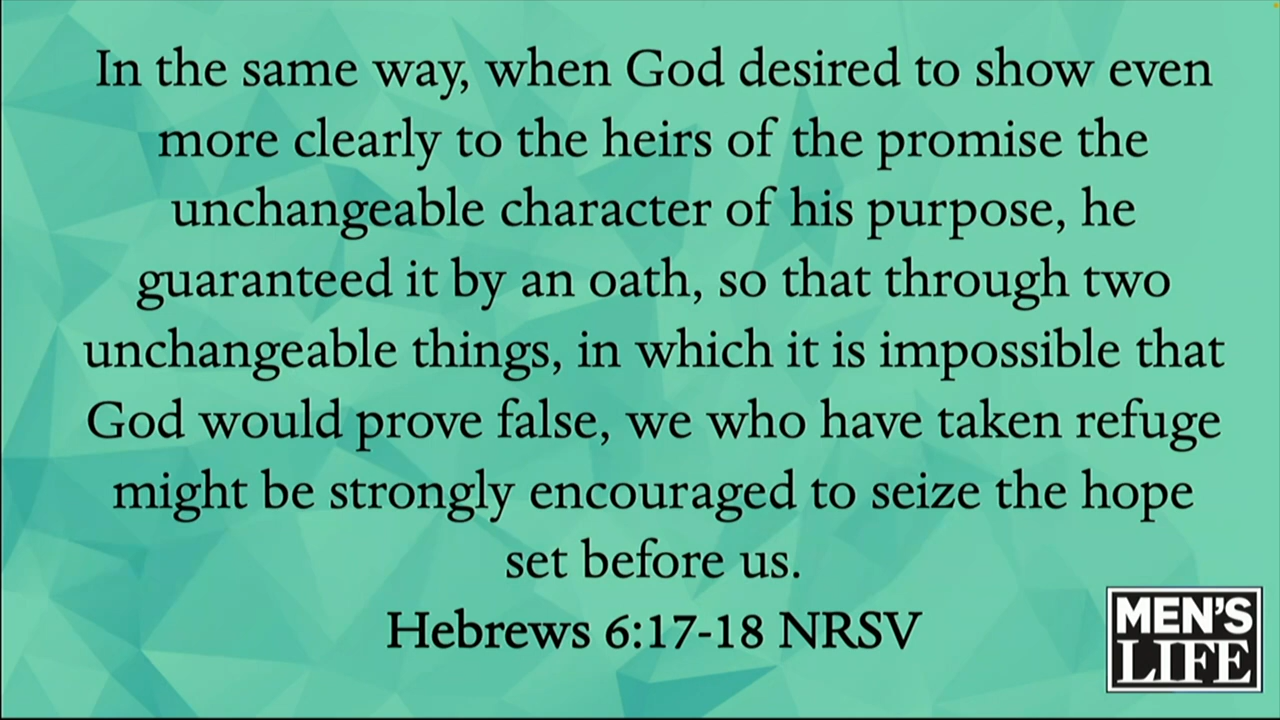 In the same way, when God desired to show even
more clearly to the heirs of the promise the
unchangeable character of his purpose, he
guaranteed it by an oath, so that through two
unchangeable things, in which it is impossible that
God would prove false, we who have taken refuge
might be strongly encouraged to seize the hope
set before us.
Hebrews 6:17-18 NRSV
MEN'S
LIFE